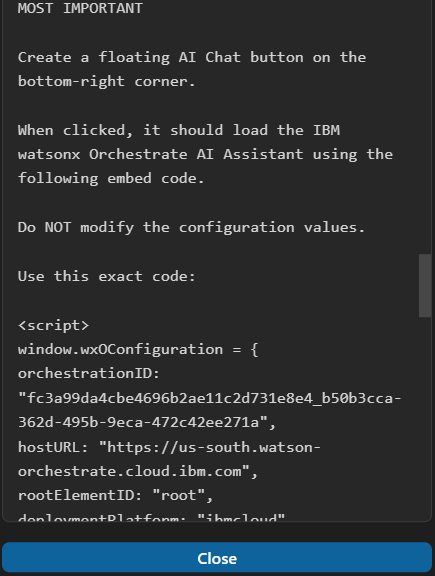 MOST IMPORTANT
Create a floating AI Chat button on the
bottom-right corner.
When clicked, it should load the IBM
watsonx Orchestrate AI Assistant using the
following embed code.
Do NOT modify the configuration values.
Use this exact code:
<script>
window.wxOConfiguration = {
orchestrationID:
"fc3a99da4cbe4696b2ae11c2d731e8e4_b50b3cca-
362d-495b-9eca-472c42ee271a",
hostURL: "https://us-south.watson-
orchestrate.cloud.ibm.com",
rootElementID: "root",
deploymentPlatform: "ibmcloud"
Close